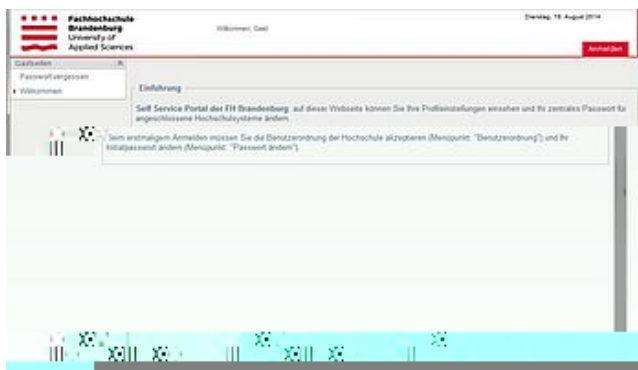 Fachhochschule
Brandenburg
University of
Applied Sciences
Willkommen, Gast
Dienstag, 19. August 2014
Anmelden
Gastseiten
Passwort vergessen
Willkommen
Einführung
Self Service Portal der FH Brandenburg: auf dieser Webseite können Sie Ihre Profileinstellungen einsehen und Ihr zentrales Passwort für
angeschlossene Hochschulsysteme ändern.
Beim erstmaligem Anmelden müssen Sie die Benutzerordnung der Hochschule akzeptieren (Menüpunkt: "Benutzerordnung") und Ihr
Initialpasswort ändern (Menüpunkt: "Passwort ändern").